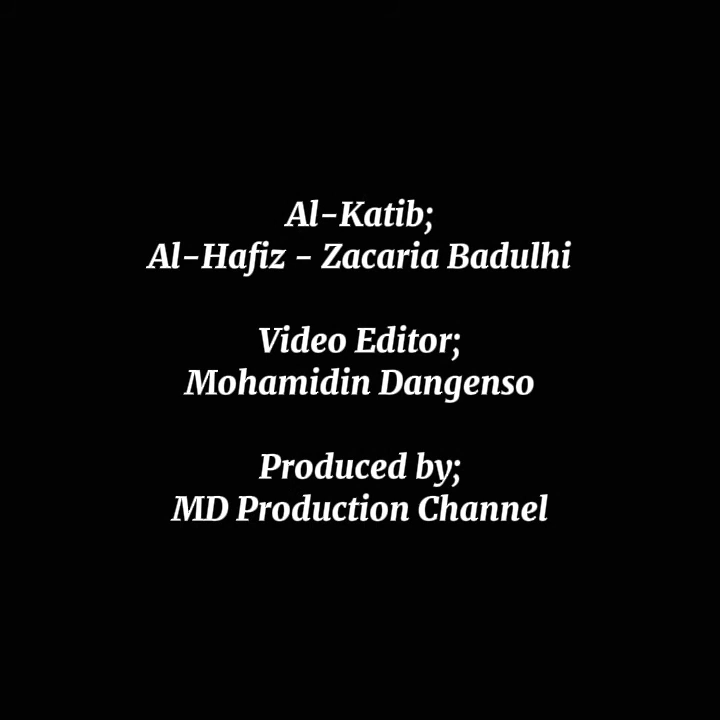 Al-Katib;
Al-Hafiz - Zacaria Badulhi
Video Editor;
Mohamidin Dangenso
Produced by;
MD Production Channel